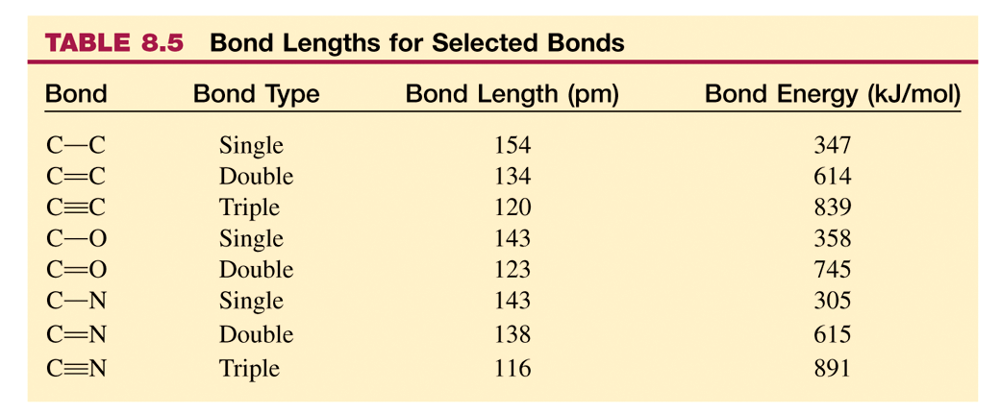 TABLE 8.5 Bond Lengths for Selected Bonds
Bond Bond Type Bond Length (pm) Bond Energy (kJ/mol)
C—C Single 154 347
C=C Double 134 614
C≡C Triple 120 839
C—O Single 143 358
C=O Double 123 745
C—N Single 143 305
C=N Double 138 615
C≡N Triple 116 891